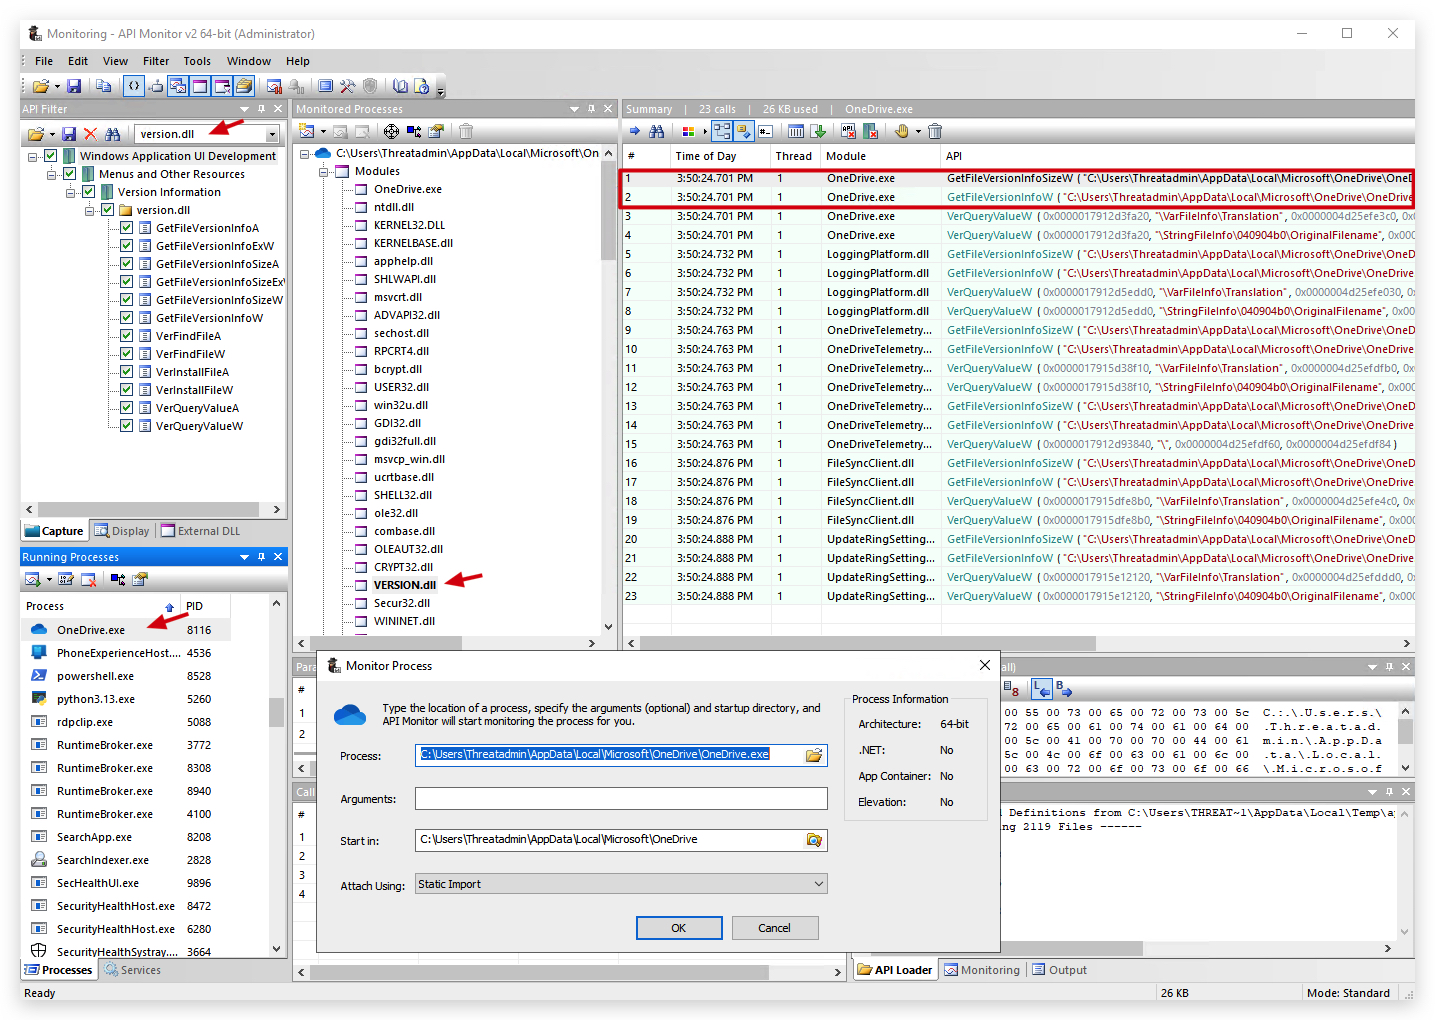 Monitoring - API Monitor v2 64-bit (Administrator)
File Edit View Filter Tools Window Help
API Filter
version.dll
Windows Application UI Development
Menus and Other Resources
Version Information
version.dll
GetFileVersionInfoA
GetFileVersionInfoExW
GetFileVersionInfoSizeA
GetFileVersionInfoSizeExW
GetFileVersionInfoSizeW
GetFileVersionInfoW
VerFindFileA
VerFindFileW
VerInstallFileA
VerInstallFileW
VerQueryValueA
VerQueryValueW
Capture Display External DLL
Monitored Processes
C:\Users\Threatadmin\AppData\Local\Microsoft\On
Modules
OneDrive.exe
ntdll.dll
KERNEL32.DLL
KERNELBASE.dll
apphelp.dll
SHLWAPI.dll
msvcrt.dll
ADVAPI32.dll
sechost.dll
RPCRT4.dll
bcrypt.dll
USER32.dll
win32u.dll
GDI32.dll
gdi32full.dll
msvcp_win.dll
ucrtbase.dll
SHELL32.dll
ole32.dll
combase.dll
OLEAUT32.dll
CRYPT32.dll
VERSION.dll
Secur32.dll
WININET.dll
Summary | 23 calls | 26 KB used | OneDrive.exe
# Time of Day Thread Module API
1 3:50:24.701 PM 1 OneDrive.exe GetFileVersionInfoSizeW ( "C:\Users\Threatadmin\AppData\Local\Microsoft\OneDrive\OneD
2 3:50:24.701 PM 1 OneDrive.exe GetFileVersionInfoW ( "C:\Users\Threatadmin\AppData\Local\Microsoft\OneDrive\OneDrive
3 3:50:24.701 PM 1 OneDrive.exe VerQueryValueW ( 0x0000017912d3fa20, "\VarFileInfo\Translation", 0x0000004d25efe3c0, 0x
4 3:50:24.701 PM 1 OneDrive.exe VerQueryValueW ( 0x0000017912d3fa20, "\StringFileInfo\040904b0\OriginalFilename", 0x0000
5 3:50:24.732 PM 1 LoggingPlatform.dll GetFileVersionInfoSizeW ( "C:\Users\Threatadmin\AppData\Local\Microsoft\OneDrive\OneD
6 3:50:24.732 PM 1 LoggingPlatform.dll GetFileVersionInfoW ( "C:\Users\Threatadmin\AppData\Local\Microsoft\OneDrive\OneDrive
7 3:50:24.732 PM 1 LoggingPlatform.dll VerQueryValueW ( 0x0000017912d5edd0, "\VarFileInfo\Translation", 0x0000004d25efe030, 0x
8 3:50:24.732 PM 1 LoggingPlatform.dll VerQueryValueW ( 0x0000017912d5edd0, "\StringFileInfo\040904b0\OriginalFilename", 0x000
9 3:50:24.763 PM 1 OneDriveTelemetry... GetFileVersionInfoSizeW ( "C:\Users\Threatadmin\AppData\Local\Microsoft\OneDrive\OneD
10 3:50:24.763 PM 1 OneDriveTelemetry... GetFileVersionInfoW ( "C:\Users\Threatadmin\AppData\Local\Microsoft\OneDrive\OneDrive
11 3:50:24.763 PM 1 OneDriveTelemetry... VerQueryValueW ( 0x0000017915d38f10, "\VarFileInfo\Translation", 0x0000004d25efdfb0, 0x
12 3:50:24.763 PM 1 OneDriveTelemetry... VerQueryValueW ( 0x0000017915d38f10, "\StringFileInfo\040904b0\OriginalFilename", 0x0000
13 3:50:24.763 PM 1 OneDriveTelemetry... GetFileVersionInfoSizeW ( "C:\Users\Threatadmin\AppData\Local\Microsoft\OneDrive\OneD
14 3:50:24.763 PM 1 OneDriveTelemetry... GetFileVersionInfoW ( "C:\Users\Threatadmin\AppData\Local\Microsoft\OneDrive\OneDrive
15 3:50:24.763 PM 1 OneDriveTelemetry... VerQueryValueW ( 0x0000017912d93840, "\", 0x0000004d25efdf60, 0x0000004d25efdf84 )
16 3:50:24.876 PM 1 FileSyncClient.dll GetFileVersionInfoSizeW ( "C:\Users\Threatadmin\AppData\Local\Microsoft\OneDrive\OneD
17 3:50:24.876 PM 1 FileSyncClient.dll GetFileVersionInfoW ( "C:\Users\Threatadmin\AppData\Local\Microsoft\OneDrive\OneDrive
18 3:50:24.876 PM 1 FileSyncClient.dll VerQueryValueW ( 0x0000017915dfe8b0, "\VarFileInfo\Translation", 0x0000004d25efe4c0, 0x
19 3:50:24.876 PM 1 FileSyncClient.dll VerQueryValueW ( 0x0000017915dfe8b0, "\StringFileInfo\040904b0\OriginalFilename", 0x0000
20 3:50:24.888 PM 1 UpdateRingSetting... GetFileVersionInfoSizeW ( "C:\Users\Threatadmin\AppData\Local\Microsoft\OneDrive\OneD
21 3:50:24.888 PM 1 UpdateRingSetting... GetFileVersionInfoW ( "C:\Users\Threatadmin\AppData\Local\Microsoft\OneDrive\OneDrive
22 3:50:24.888 PM 1 UpdateRingSetting... VerQueryValueW ( 0x0000017915e12120, "\VarFileInfo\Translation", 0x0000004d25efddd0, 0x
23 3:50:24.888 PM 1 UpdateRingSetting... VerQueryValueW ( 0x0000017915e12120, "\StringFileInfo\040904b0\OriginalFilename", 0x000
Running Processes
Process PID
OneDrive.exe 8116
PhoneExperienceHost.... 4536
powershell.exe 8528
python3.13.exe 5260
rdpclip.exe 5088
RuntimeBroker.exe 3772
RuntimeBroker.exe 8308
RuntimeBroker.exe 8940
RuntimeBroker.exe 4100
SearchApp.exe 8208
SearchIndexer.exe 2828
SecHealthUI.exe 9896
SecurityHealthHost.exe 8472
SecurityHealthHost.exe 6280
SecurityHealthSystray.... 3664
Processes Services
Para
#
1
2
Call
#
1
2
3
4
Monitor Process
Type the location of a process, specify the arguments (optional) and startup directory, and
API Monitor will start monitoring the process for you.
Process: C:\Users\Threatadmin\AppData\Local\Microsoft\OneDrive\OneDrive.exe
Arguments:
Start in: C:\Users\Threatadmin\AppData\Local\Microsoft\OneDrive
Attach Using: Static Import
OK Cancel
Process Information
Architecture: 64-bit
.NET: No
App Container: No
Elevation: No
all)
00 55 00 73 00 65 00 72 00 73 00 5c C.:.\.U.s.e.r.s.\
72 00 65 00 61 00 74 00 61 00 64 00 .T.h.r.e.a.t.a.d.
00 5c 00 41 00 70 00 70 00 44 00 61 m.i.n.\.A.p.p.D.a
00 5c 00 4c 00 6f 00 63 00 61 00 6c .t.a.\.L.o.c.a.l.
00 63 00 72 00 6f 00 73 00 6f 00 66 \.M.i.c.r.o.s.o.f
d Definitions from C:\Users\THREAT~1\AppData\Local\Temp\ap
ng 2119 Files ------
API Loader Monitoring Output
Ready 26 KB Mode: Standard